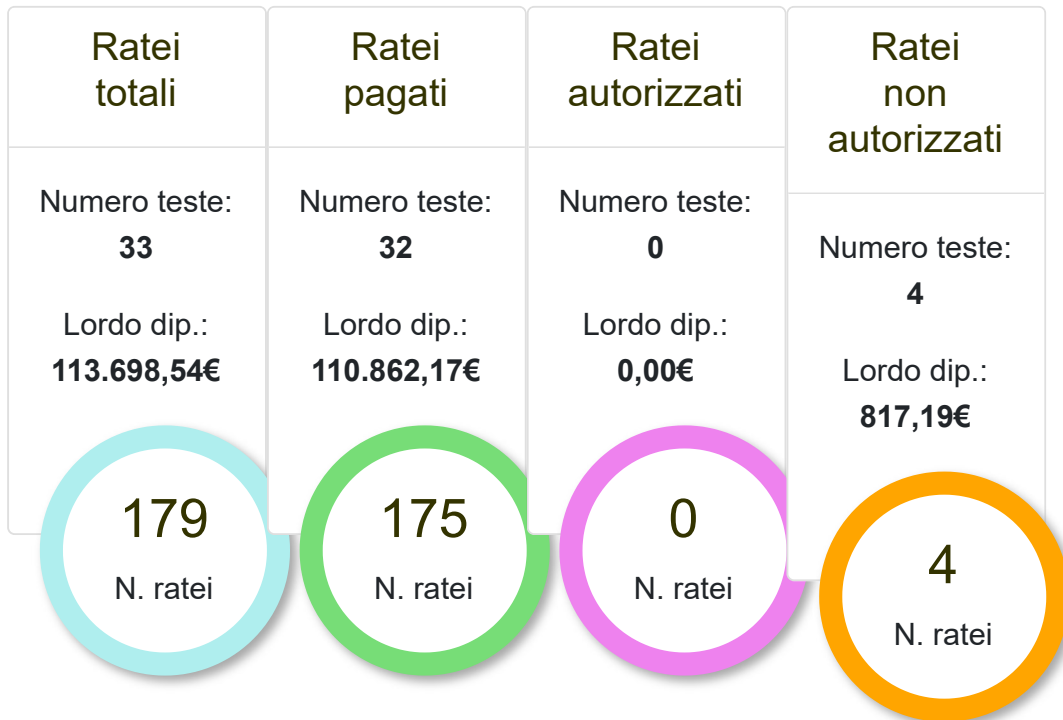 Ratei
totali
Numero teste:
33
Lordo dip.:
113.698,54€
179
N. ratei
Ratei
pagati
Numero teste:
32
Lordo dip.:
110.862,17€
175
N. ratei
Ratei
autorizzati
Numero teste:
0
Lordo dip.:
0,00€
0
N. ratei
Ratei
non
autorizzati
Numero teste:
4
Lordo dip.:
817,19€
4
N. ratei